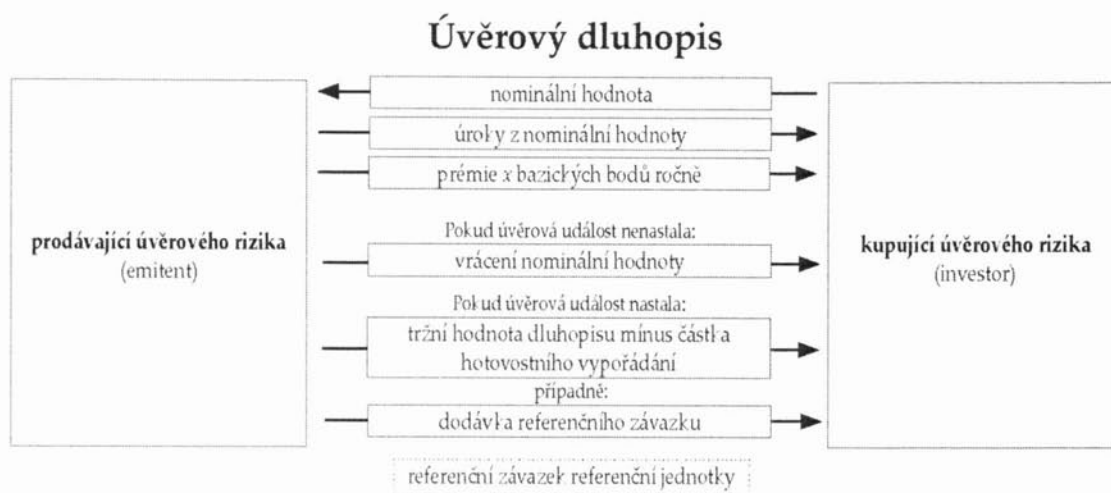 Úvěrový dluhopis
nominální hodnota
úroky z nominální hodnoty
prémie x bazických bodů ročně
prodávající úvěrového rizika
(emitent)
Pokud úvěrová událost nenastala:
vrácení nominální hodnoty
kupující úvěrového rizika
(investor)
Pokud úvěrová událost nastala:
tržní hodnota dluhopisu mínus částka
hotovostního vypořádání
případně:
dodávka referenčního závazku
referenční závazek referenční jednotky